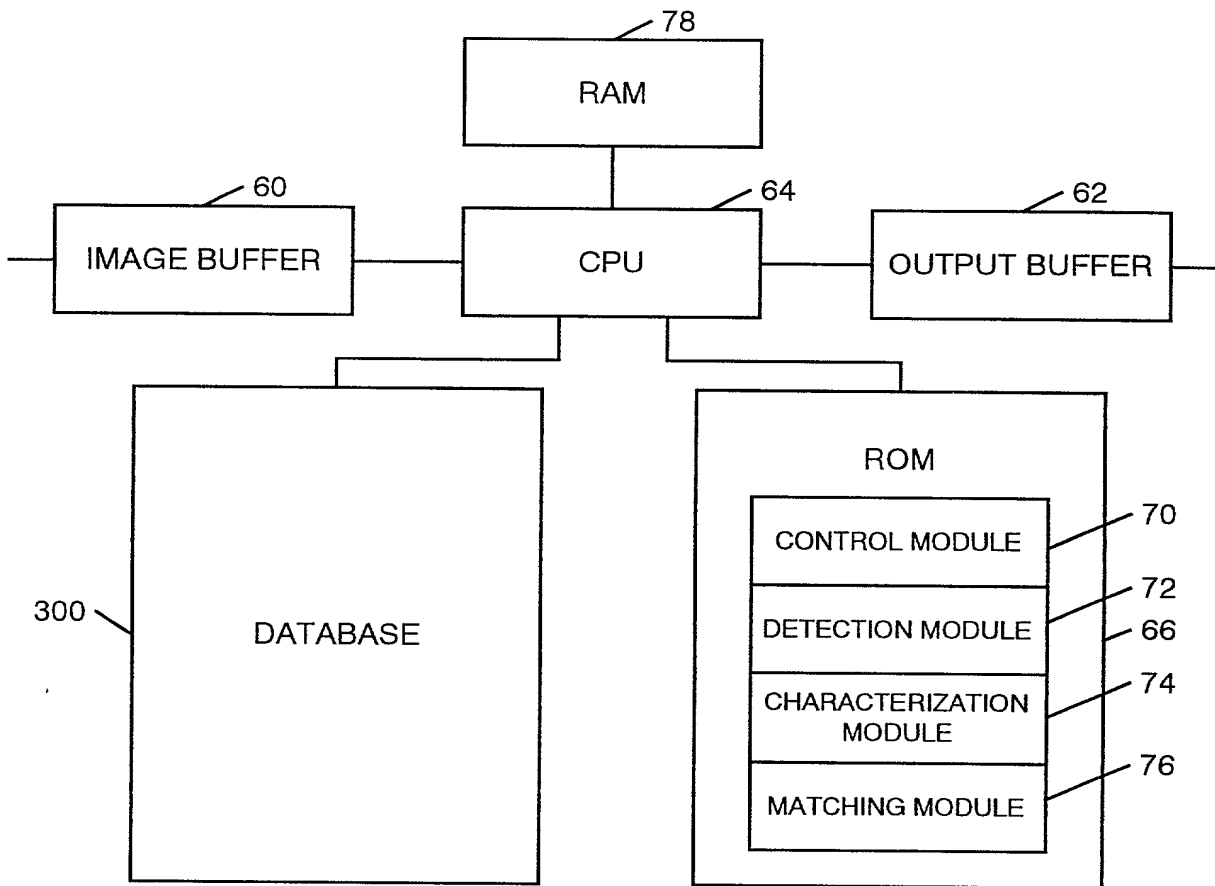 78
RAM
60
64
62
IMAGE BUFFER
CPU
OUTPUT BUFFER
ROM
70
CONTROL MODULE
72
300
DATABASE
DETECTION MODULE
66
74
CHARACTERIZATION
MODULE
76
MATCHING MODULE